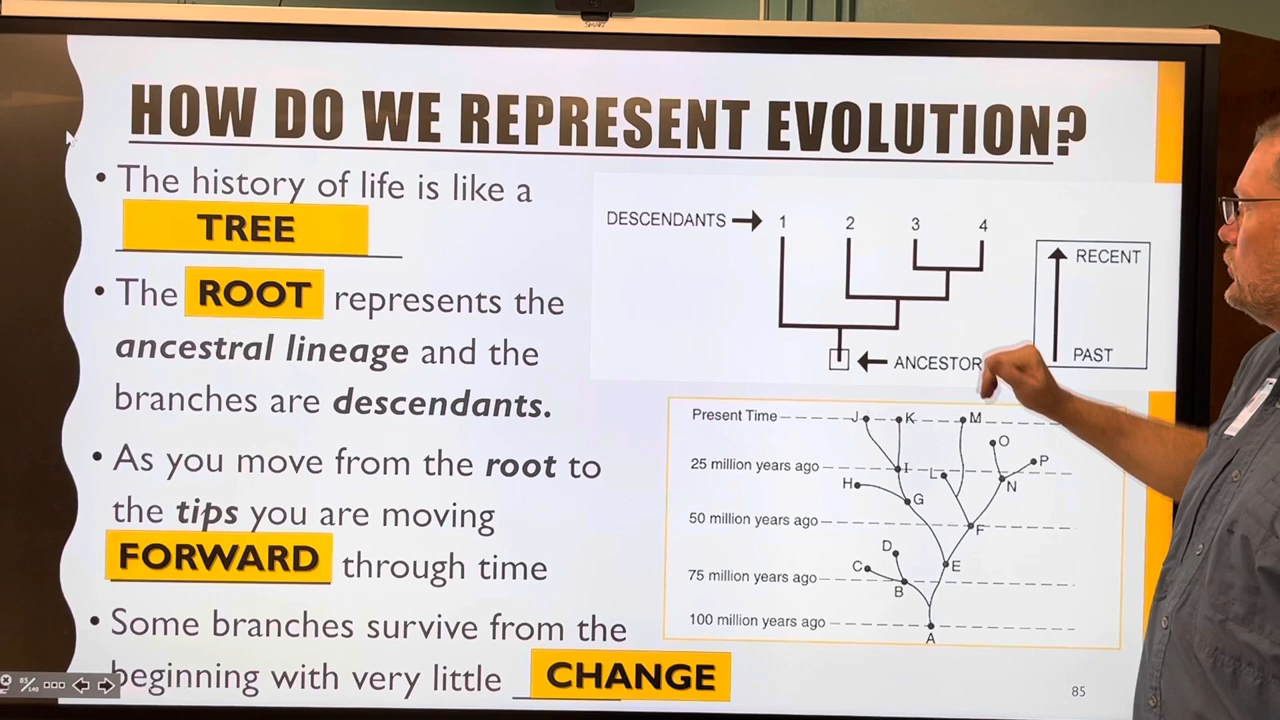 SMART
HOW DO WE REPRESENT EVOLUTION?
• The history of life is like a
TREE
• The ROOT represents the
ancestral lineage and the
branches are descendants.
• As you move from the root to
the tips you are moving
FORWARD through time
• Some branches survive from the
beginning with very little CHANGE
DESCENDANTS → 1 2 3 4
RECENT
PAST
← ANCESTOR
Present Time J K M
O
25 million years ago I L P
H G N
50 million years ago F
D
C E
75 million years ago B
100 million years ago
A
85/140
85